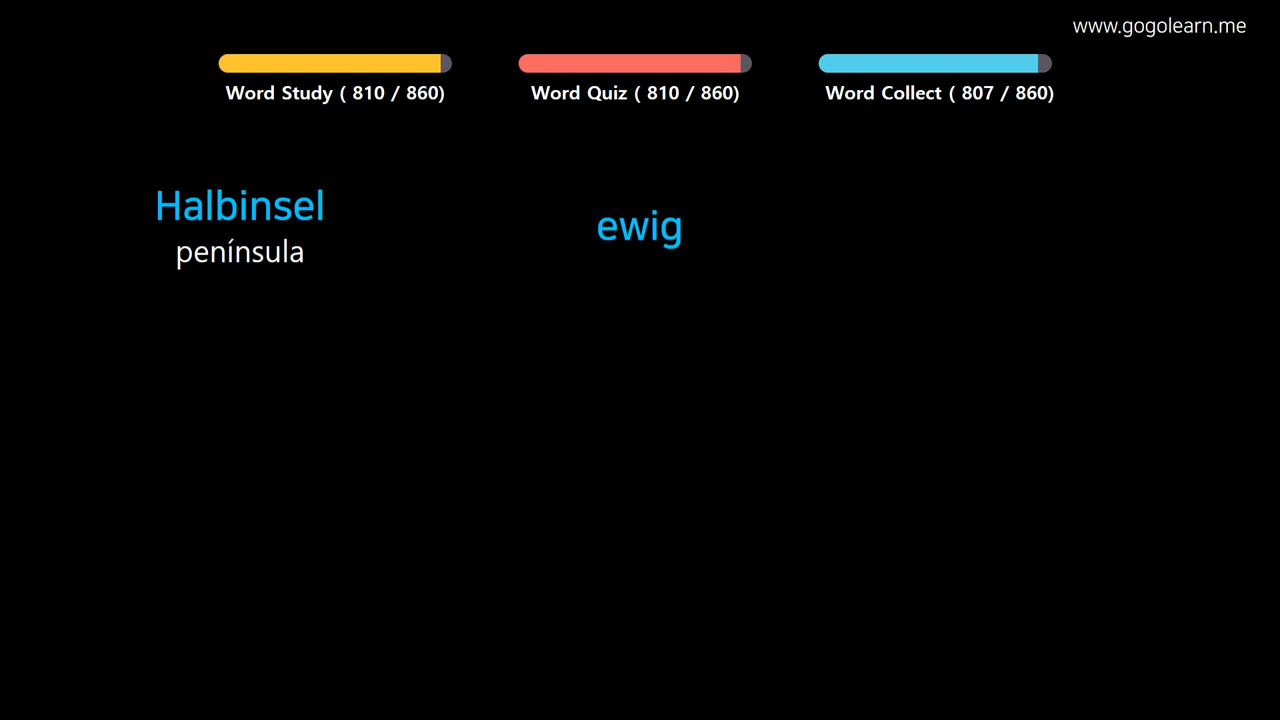 www.gogolearn.me
Word Study ( 810 / 860)
Word Quiz ( 810 / 860)
Word Collect ( 807 / 860)
Halbinsel
península
ewig